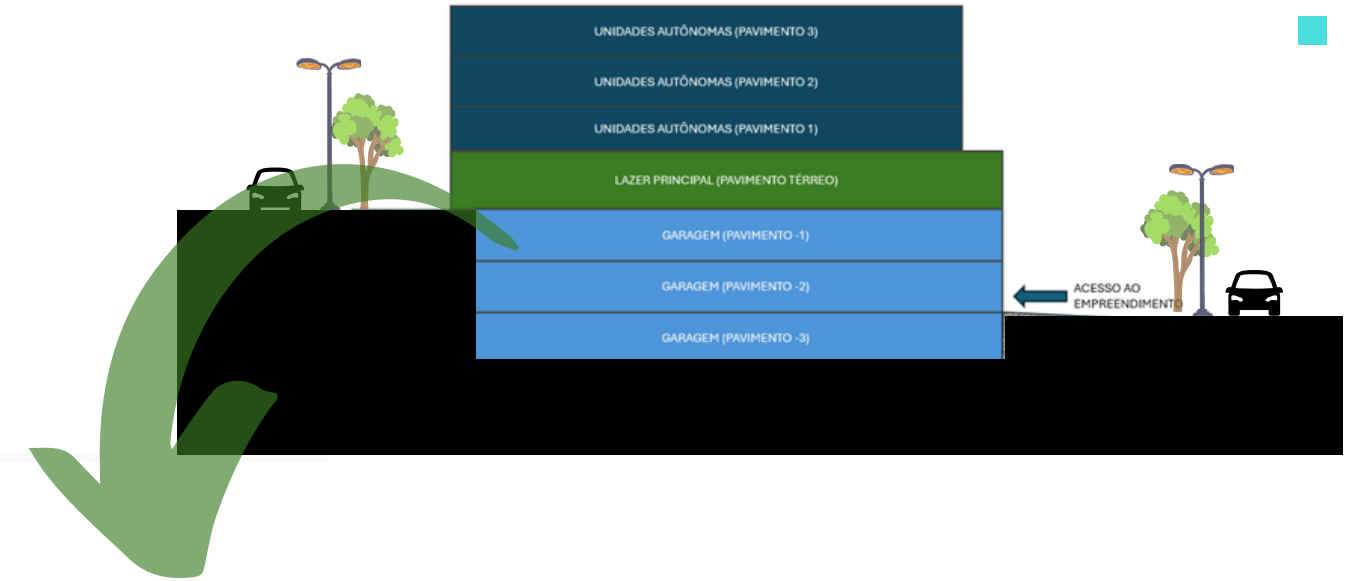 UNIDADES AUTÔNOMAS (PAVIMENTO 3)
UNIDADES AUTÔNOMAS (PAVIMENTO 2)
UNIDADES AUTÔNOMAS (PAVIMENTO 1)
LAZER PRINCIPAL (PAVIMENTO TÉRREO)
GARAGEM (PAVIMENTO -1)
GARAGEM (PAVIMENTO -2)
ACESSO AO
EMPREENDIMENTO
GARAGEM (PAVIMENTO -3)